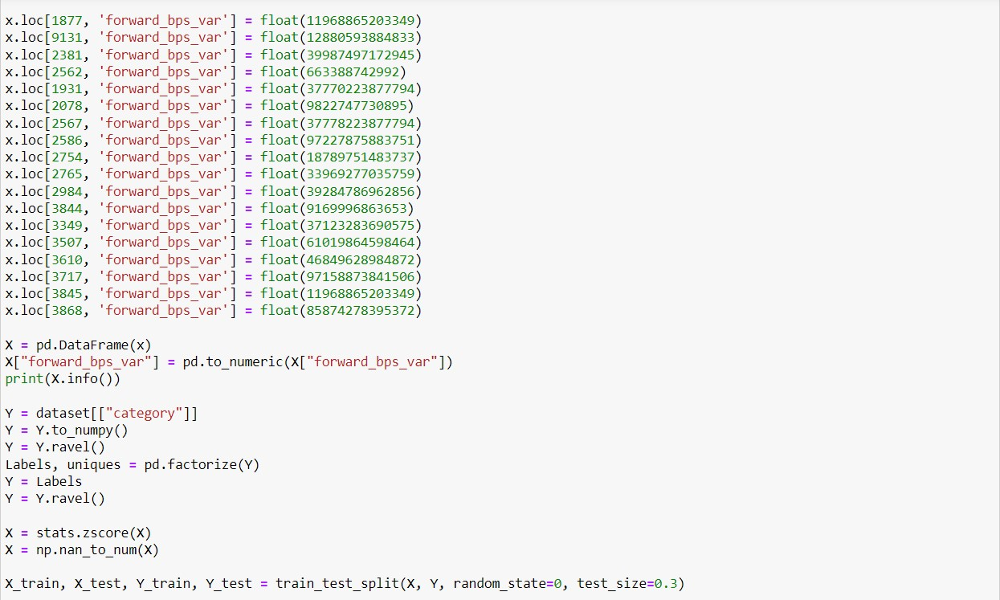 x.loc[1877, 'forward_bps_var'] = float(11968865203349)
x.loc[9131, 'forward_bps_var'] = float(12880593884833)
x.loc[2381, 'forward_bps_var'] = float(39987497172945)
x.loc[2562, 'forward_bps_var'] = float(663388742992)
x.loc[1931, 'forward_bps_var'] = float(37770223877794)
x.loc[2078, 'forward_bps_var'] = float(9822747730895)
x.loc[2567, 'forward_bps_var'] = float(37778223877794)
x.loc[2586, 'forward_bps_var'] = float(97227875883751)
x.loc[2754, 'forward_bps_var'] = float(18789751483737)
x.loc[2765, 'forward_bps_var'] = float(33969277035759)
x.loc[2984, 'forward_bps_var'] = float(39284786962856)
x.loc[3844, 'forward_bps_var'] = float(9169996863653)
x.loc[3349, 'forward_bps_var'] = float(37123283690575)
x.loc[3507, 'forward_bps_var'] = float(61019864598464)
x.loc[3610, 'forward_bps_var'] = float(46849628984872)
x.loc[3717, 'forward_bps_var'] = float(97158873841506)
x.loc[3845, 'forward_bps_var'] = float(11968865203349)
x.loc[3868, 'forward_bps_var'] = float(85874278395372)
X = pd.DataFrame(x)
X["forward_bps_var"] = pd.to_numeric(X["forward_bps_var"])
print(X.info())
Y = dataset[["category"]]
Y = Y.to_numpy()
Y = Y.ravel()
Labels, uniques = pd.factorize(Y)
Y = Labels
Y = Y.ravel()
X = stats.zscore(X)
X = np.nan_to_num(X)
X_train, X_test, Y_train, Y_test = train_test_split(X, Y, random_state=0, test_size=0.3)